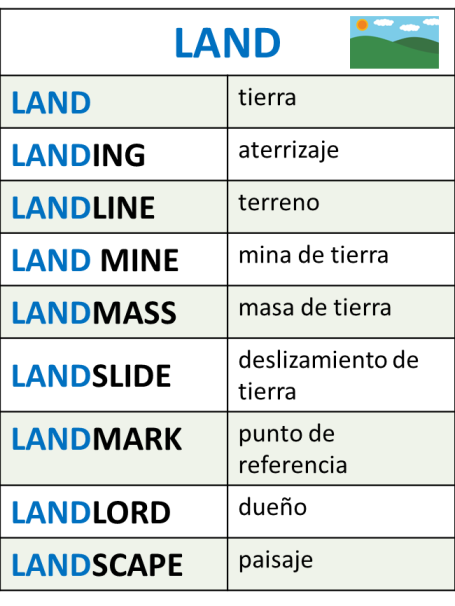 LAND
LAND
tierra
LANDING
aterrizaje
LANDLINE
terreno
LAND MINE
mina de tierra
LANDMASS
masa de tierra
LANDSLIDE
deslizamiento de
tierra
LANDMARK
punto de
referencia
LANDLORD
dueño
LANDSCAPE
paisaje